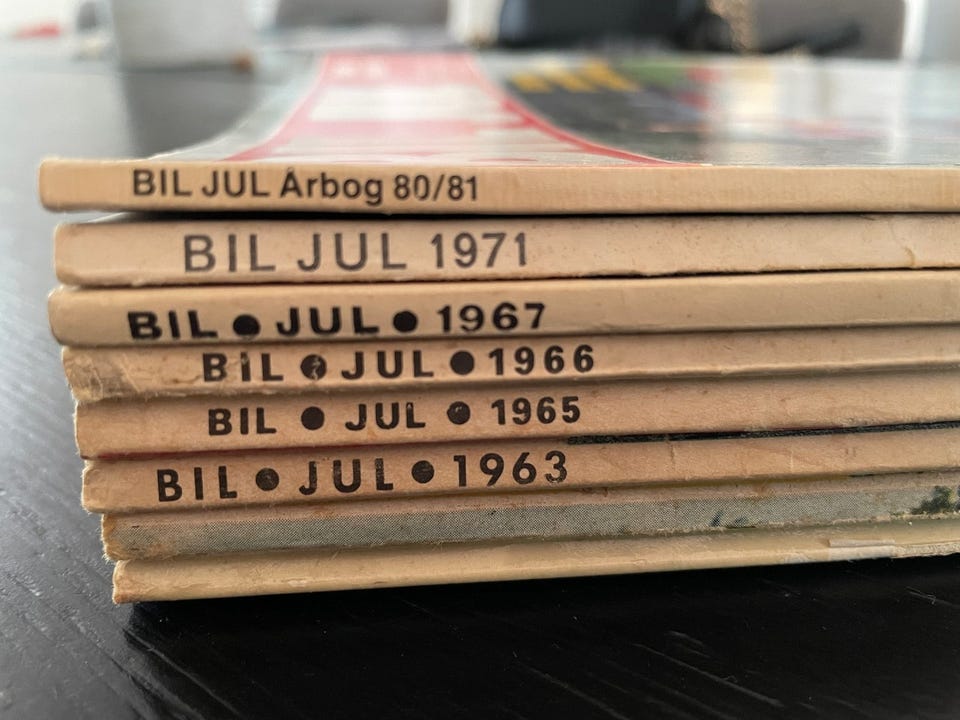 BIL JUL Årbog 80/81
BIL JUL 1971
BIL ● JUL ● 1967
BIL ● JUL ● 1966
BIL ● JUL ● 1965
BIL ● JUL ● 1963